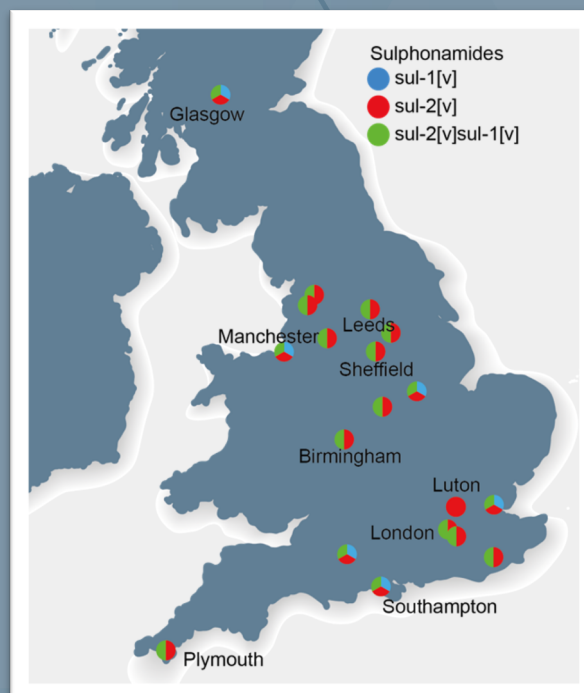 Sulphonamides
sul-1[v]
sul-2[v]
sul-2[v]sul-1[v]
Glasgow
Manchester
Leeds
Sheffield
Birmingham
Luton
London
Southampton
Plymouth